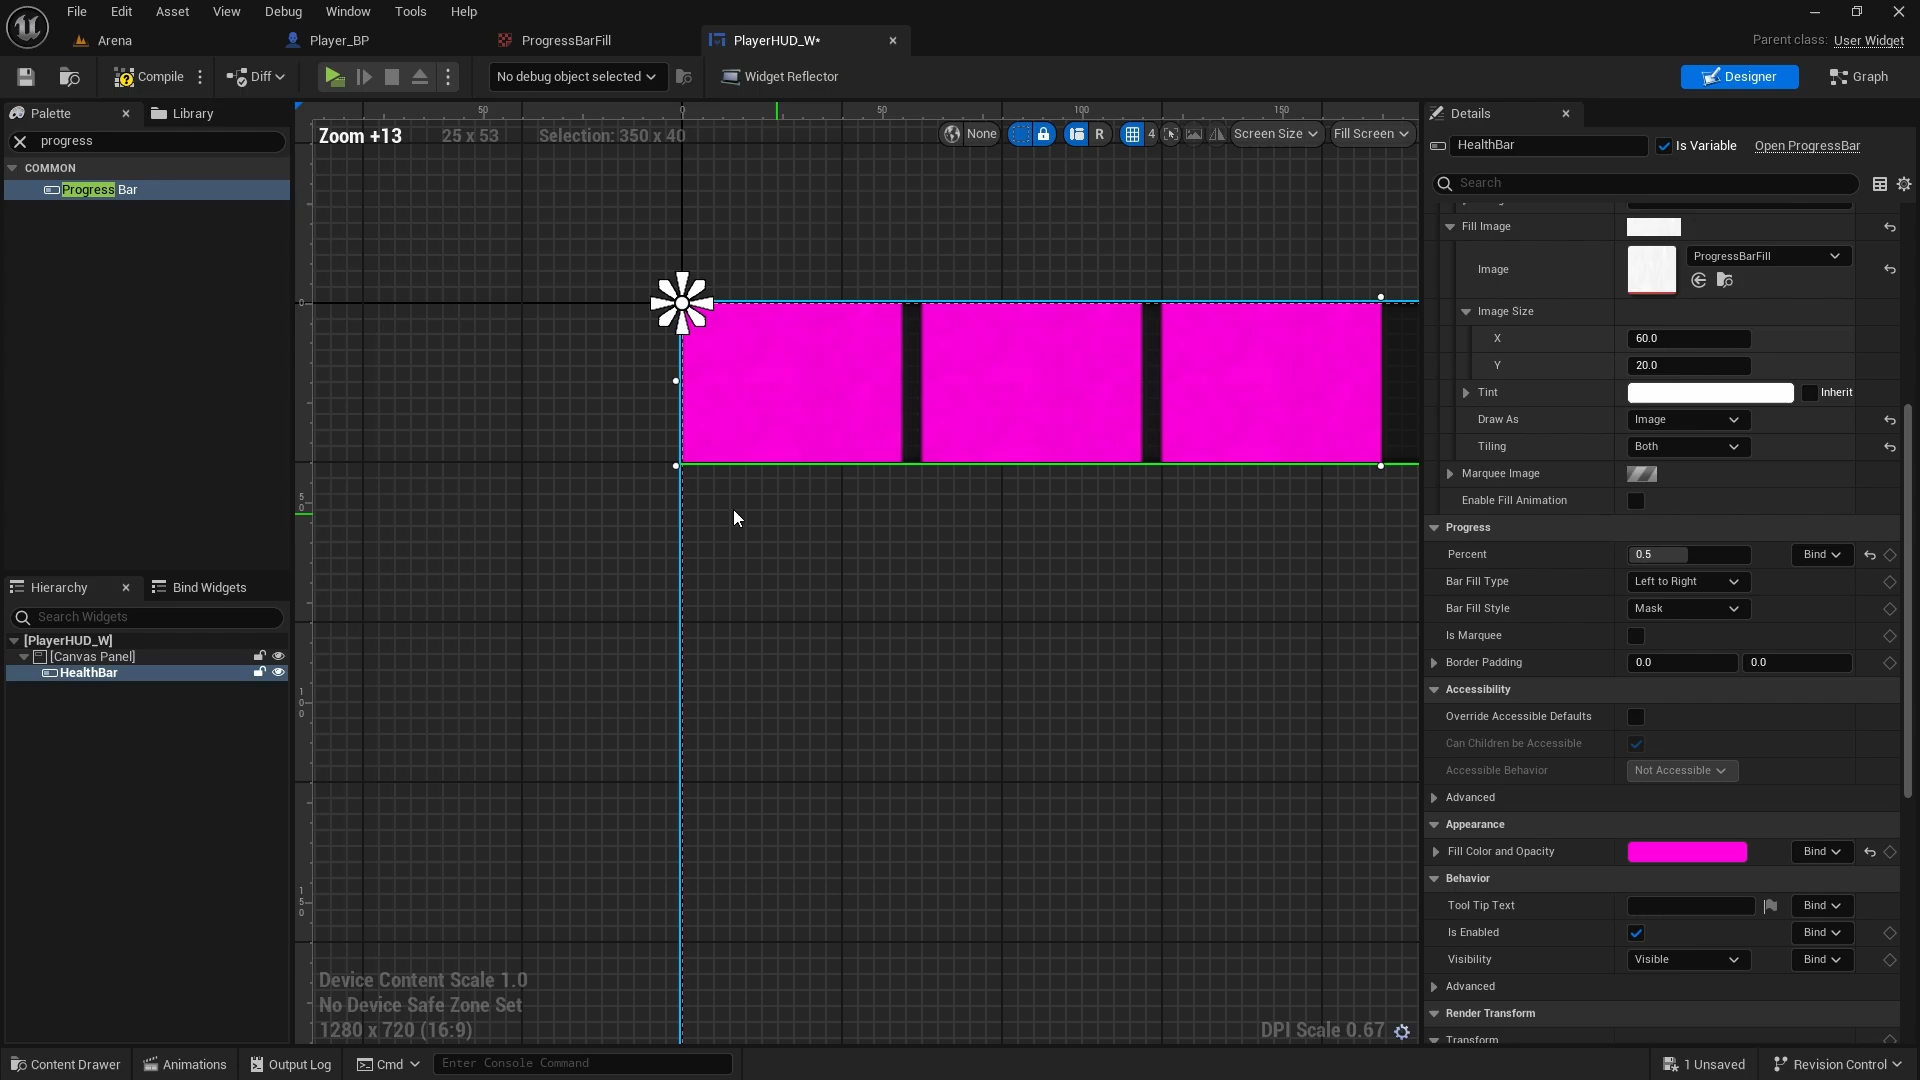 File Edit Asset View Debug Window Tools Help
Arena Player_BP ProgressBarFill PlayerHUD_W* Parent class: User Widget
Compile Diff No debug object selected Widget Reflector Designer Graph
Palette Library
progress
COMMON
Progress Bar
Hierarchy Bind Widgets
Search Widgets
[PlayerHUD_W]
[Canvas Panel]
HealthBar
50 0 50 100 150
Zoom +13 25 x 53 Selection: 350 x 40 None R 4 Screen Size Fill Screen
0
50
100
150
Device Content Scale 1.0
No Device Safe Zone Set
1280 x 720 (16:9)
DPI Scale 0.67
Details
HealthBar Is Variable Open ProgressBar
Search
Fill Image
Image ProgressBarFill
Image Size
X 60.0
Y 20.0
Tint Inherit
Draw As Image
Tiling Both
Marquee Image
Enable Fill Animation
Progress
Percent 0.5 Bind
Bar Fill Type Left to Right
Bar Fill Style Mask
Is Marquee
Border Padding 0.0 0.0
Accessibility
Override Accessible Defaults
Can Children be Accessible
Accessible Behavior Not Accessible
Advanced
Appearance
Fill Color and Opacity Bind
Behavior
Tool Tip Text Bind
Is Enabled Bind
Visibility Visible Bind
Advanced
Render Transform
Transform
Content Drawer Animations Output Log Cmd Enter Console Command 1 Unsaved Revision Control